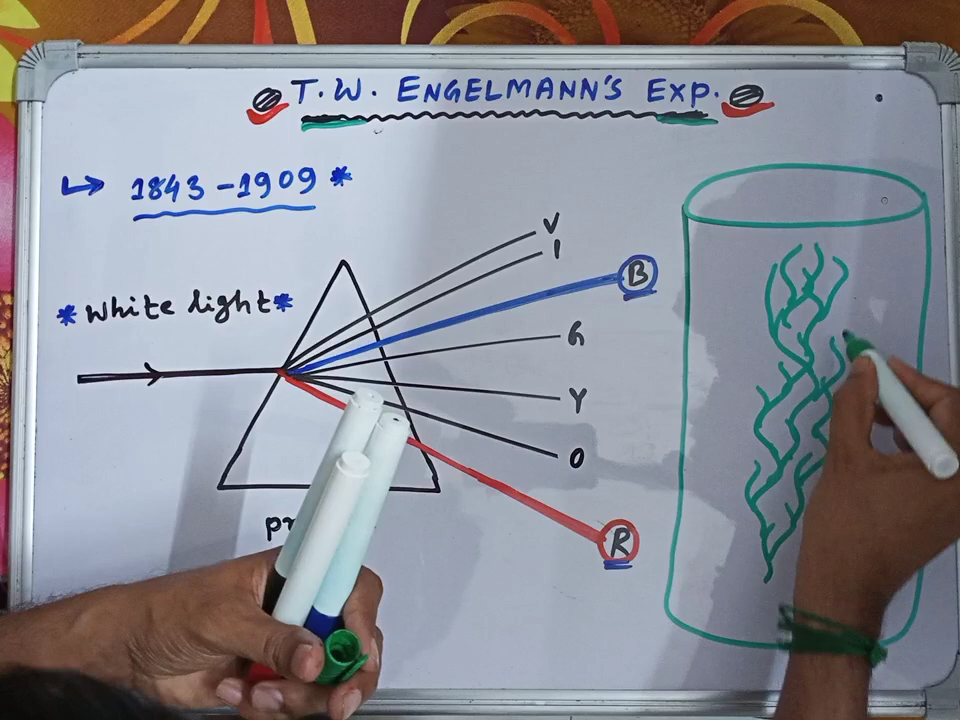 T. W. ENGELMANN'S EXP.
↳ 1843 - 1909 *
V
I
B
* White light *
G
Y
O
R